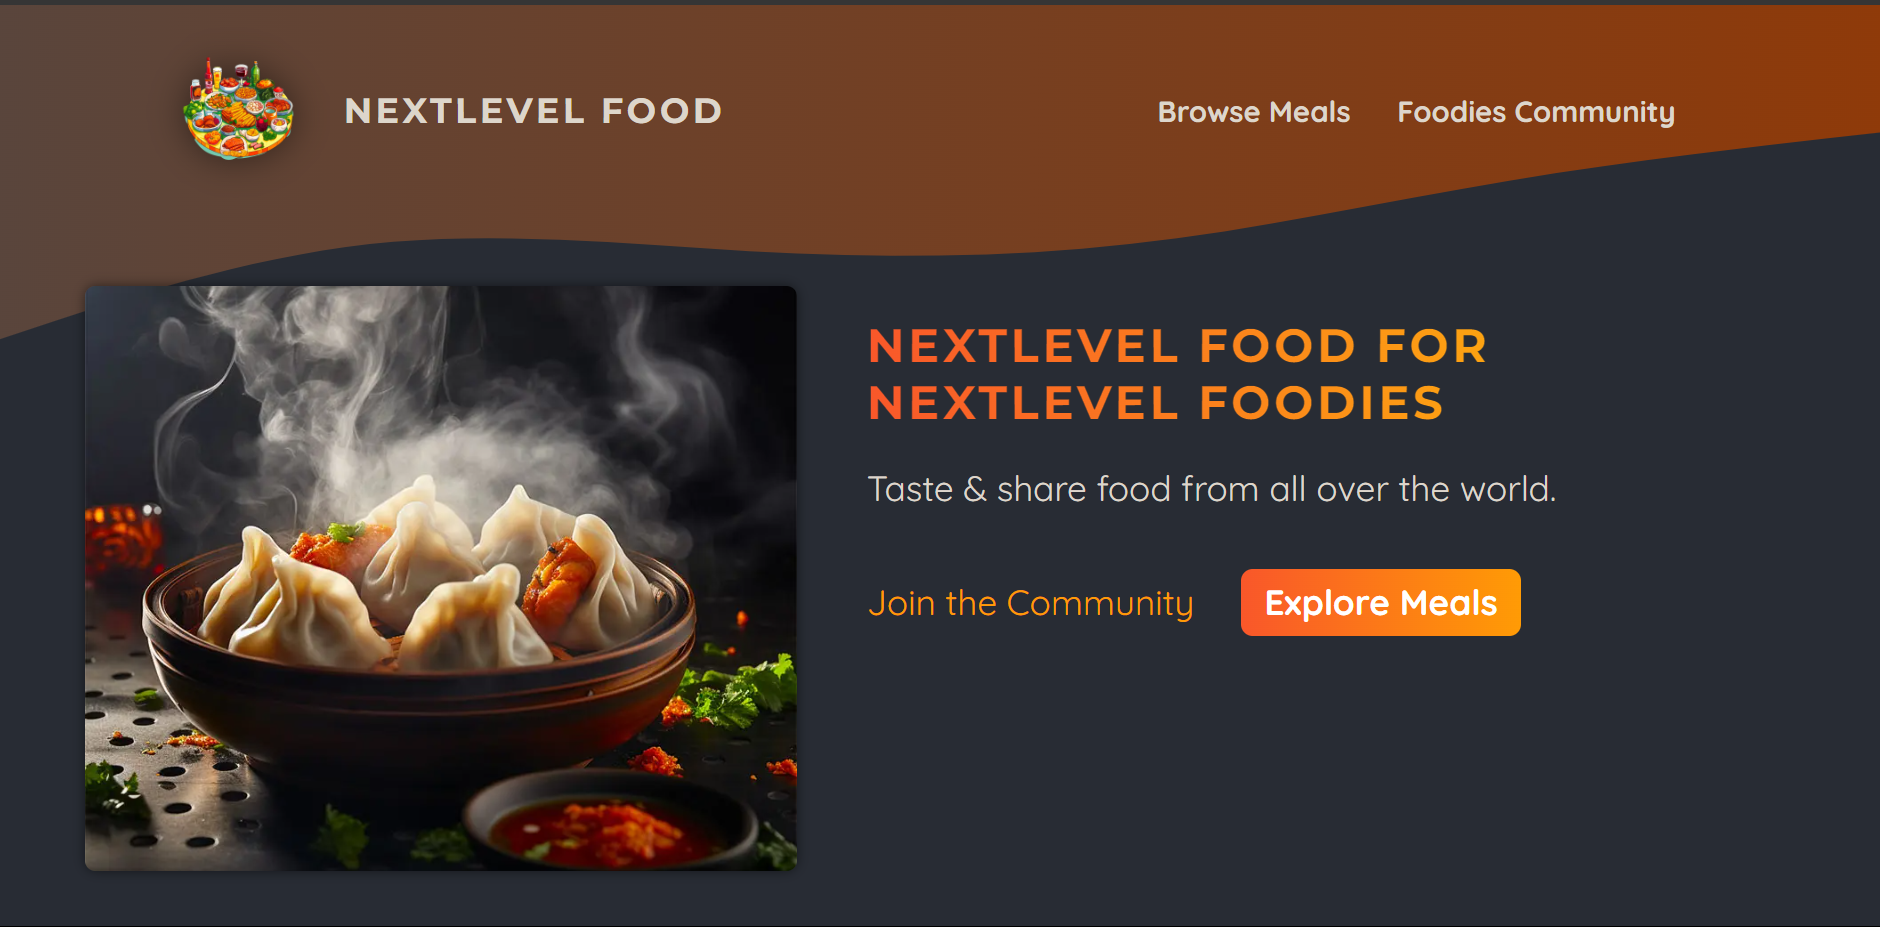 NEXTLEVEL FOOD
Browse Meals
Foodies Community
NEXTLEVEL FOOD FOR
NEXTLEVEL FOODIES
Taste & share food from all over the world.
Join the Community
Explore Meals